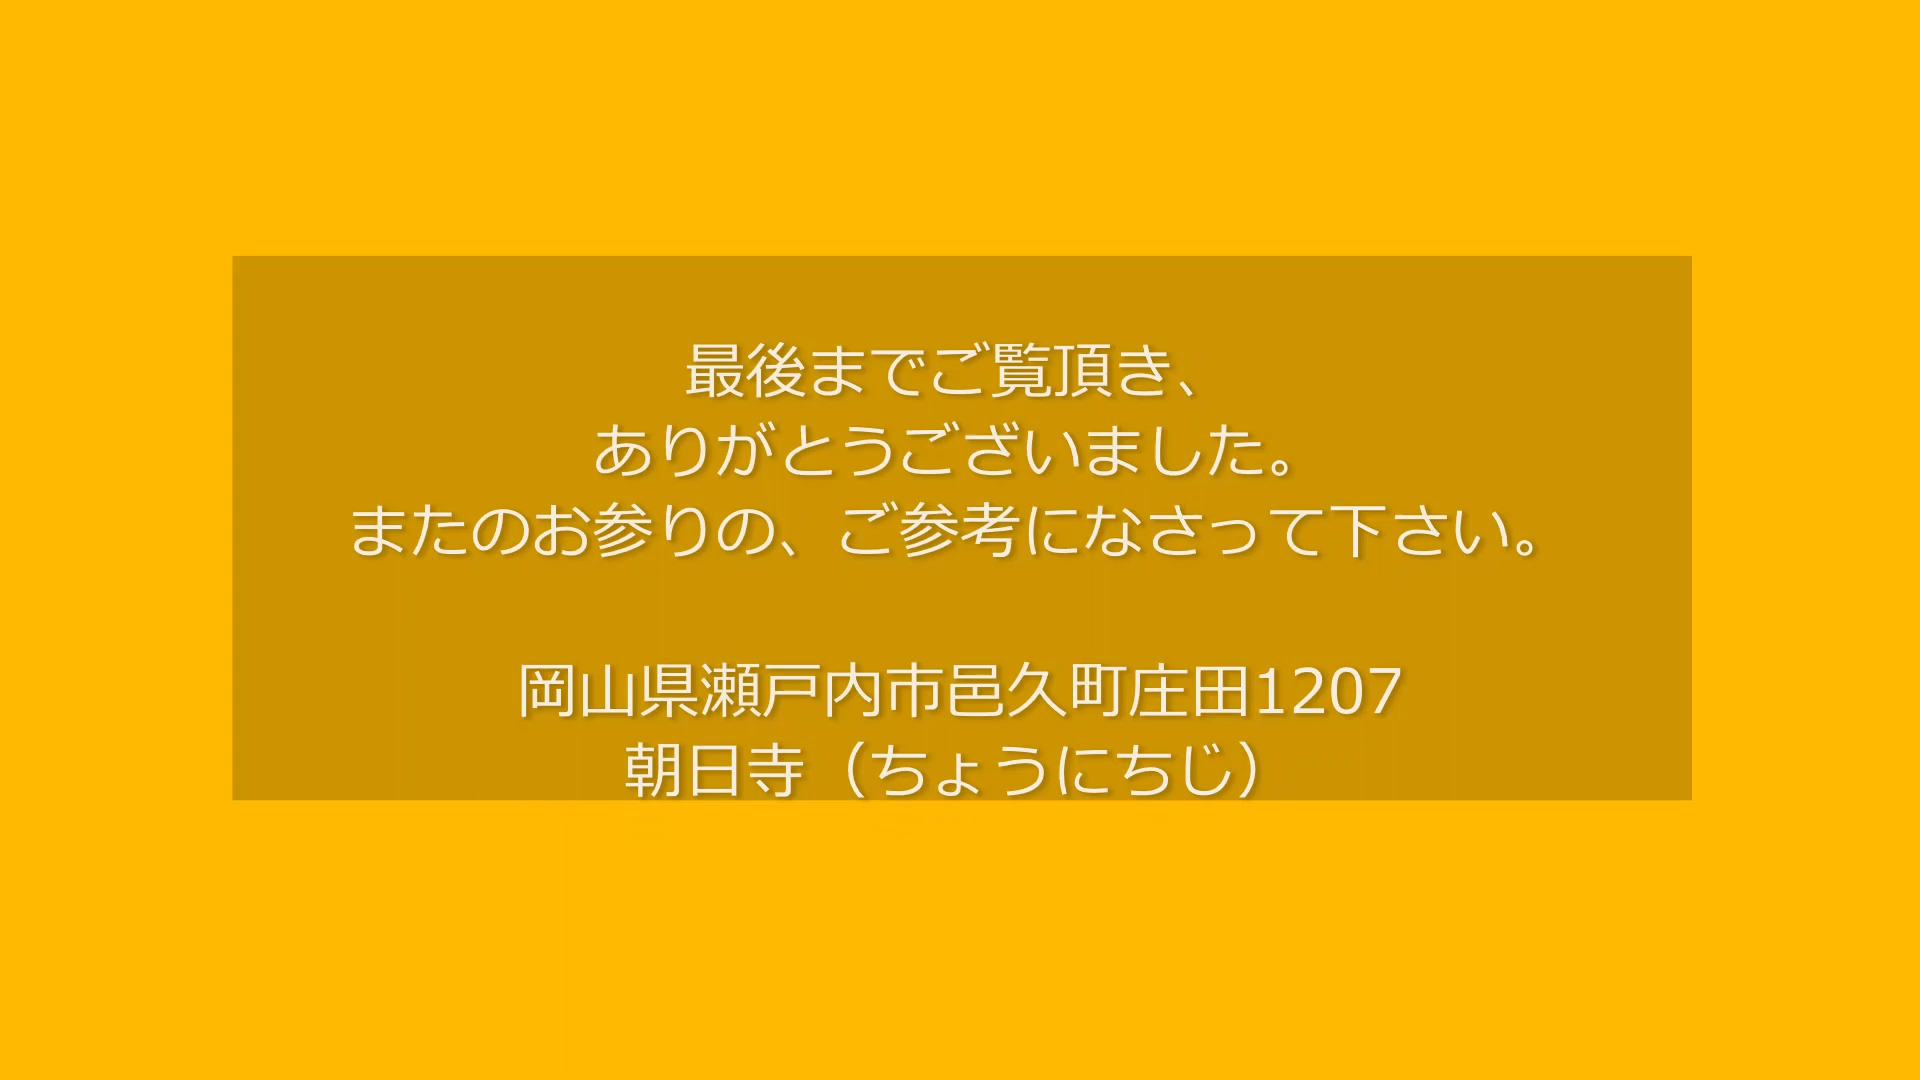 最後までご覧頂き、
ありがとうございました。
またのお参りの、ご参考になさって下さい。
岡山県瀬戸内市邑久町庄田1207
朝日寺（ちょうにちじ）